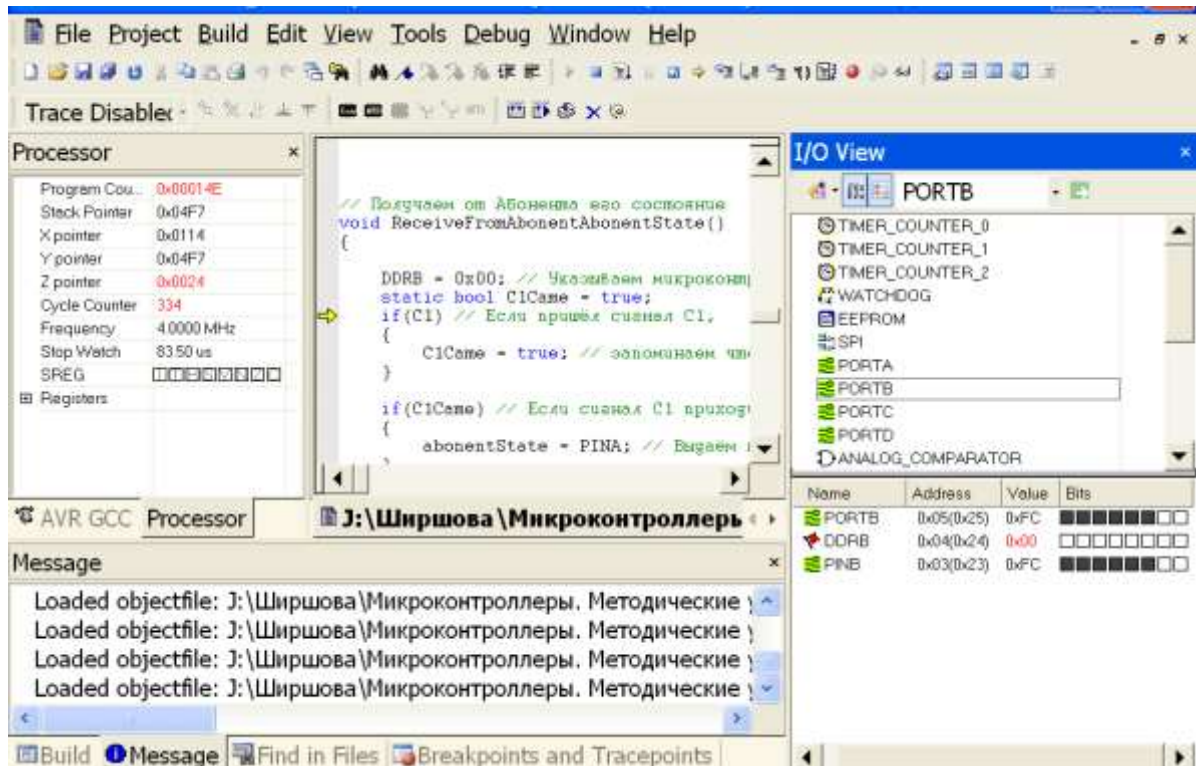 File Project Build Edit View Tools Debug Window Help
Trace Disabler
Processor
Program Cou... 0x00014E
Stack Pointer 0x04F7
X pointer 0x0114
Y pointer 0x04F7
Z pointer 0x0024
Cycle Counter 334
Frequency 4.0000 MHz
Stop Watch 83.50 us
SREG
Registers
AVR GCC Processor
// Получаем от Абонента его состояние
void ReceiveFromAbonentAbonentState()
{
DDRB = 0x00; // Указываем микроконт
static bool C1Came = true;
if(C1) // Если пришёл сигнал C1,
{
C1Came = true; // запоминаем что
}
if(C1Came) // Если сигнал C1 приход
{
abonentState = PINA; // Выдаём
J:\Ширшова\Микроконтроллеры
I/O View
PORTB
TIMER_COUNTER_0
TIMER_COUNTER_1
TIMER_COUNTER_2
WATCHDOG
EEPROM
SPI
PORTA
PORTB
PORTC
PORTD
ANALOG_COMPARATOR
Name Address Value Bits
PORTB 0x05(0x25) 0xFC
DDRB 0x04(0x24) 0x00
PINB 0x03(0x23) 0xFC
Message
Loaded objectfile: J:\Ширшова\Микроконтроллеры. Методические
Loaded objectfile: J:\Ширшова\Микроконтроллеры. Методические
Loaded objectfile: J:\Ширшова\Микроконтроллеры. Методические
Loaded objectfile: J:\Ширшова\Микроконтроллеры. Методические
Build Message Find in Files Breakpoints and Tracepoints